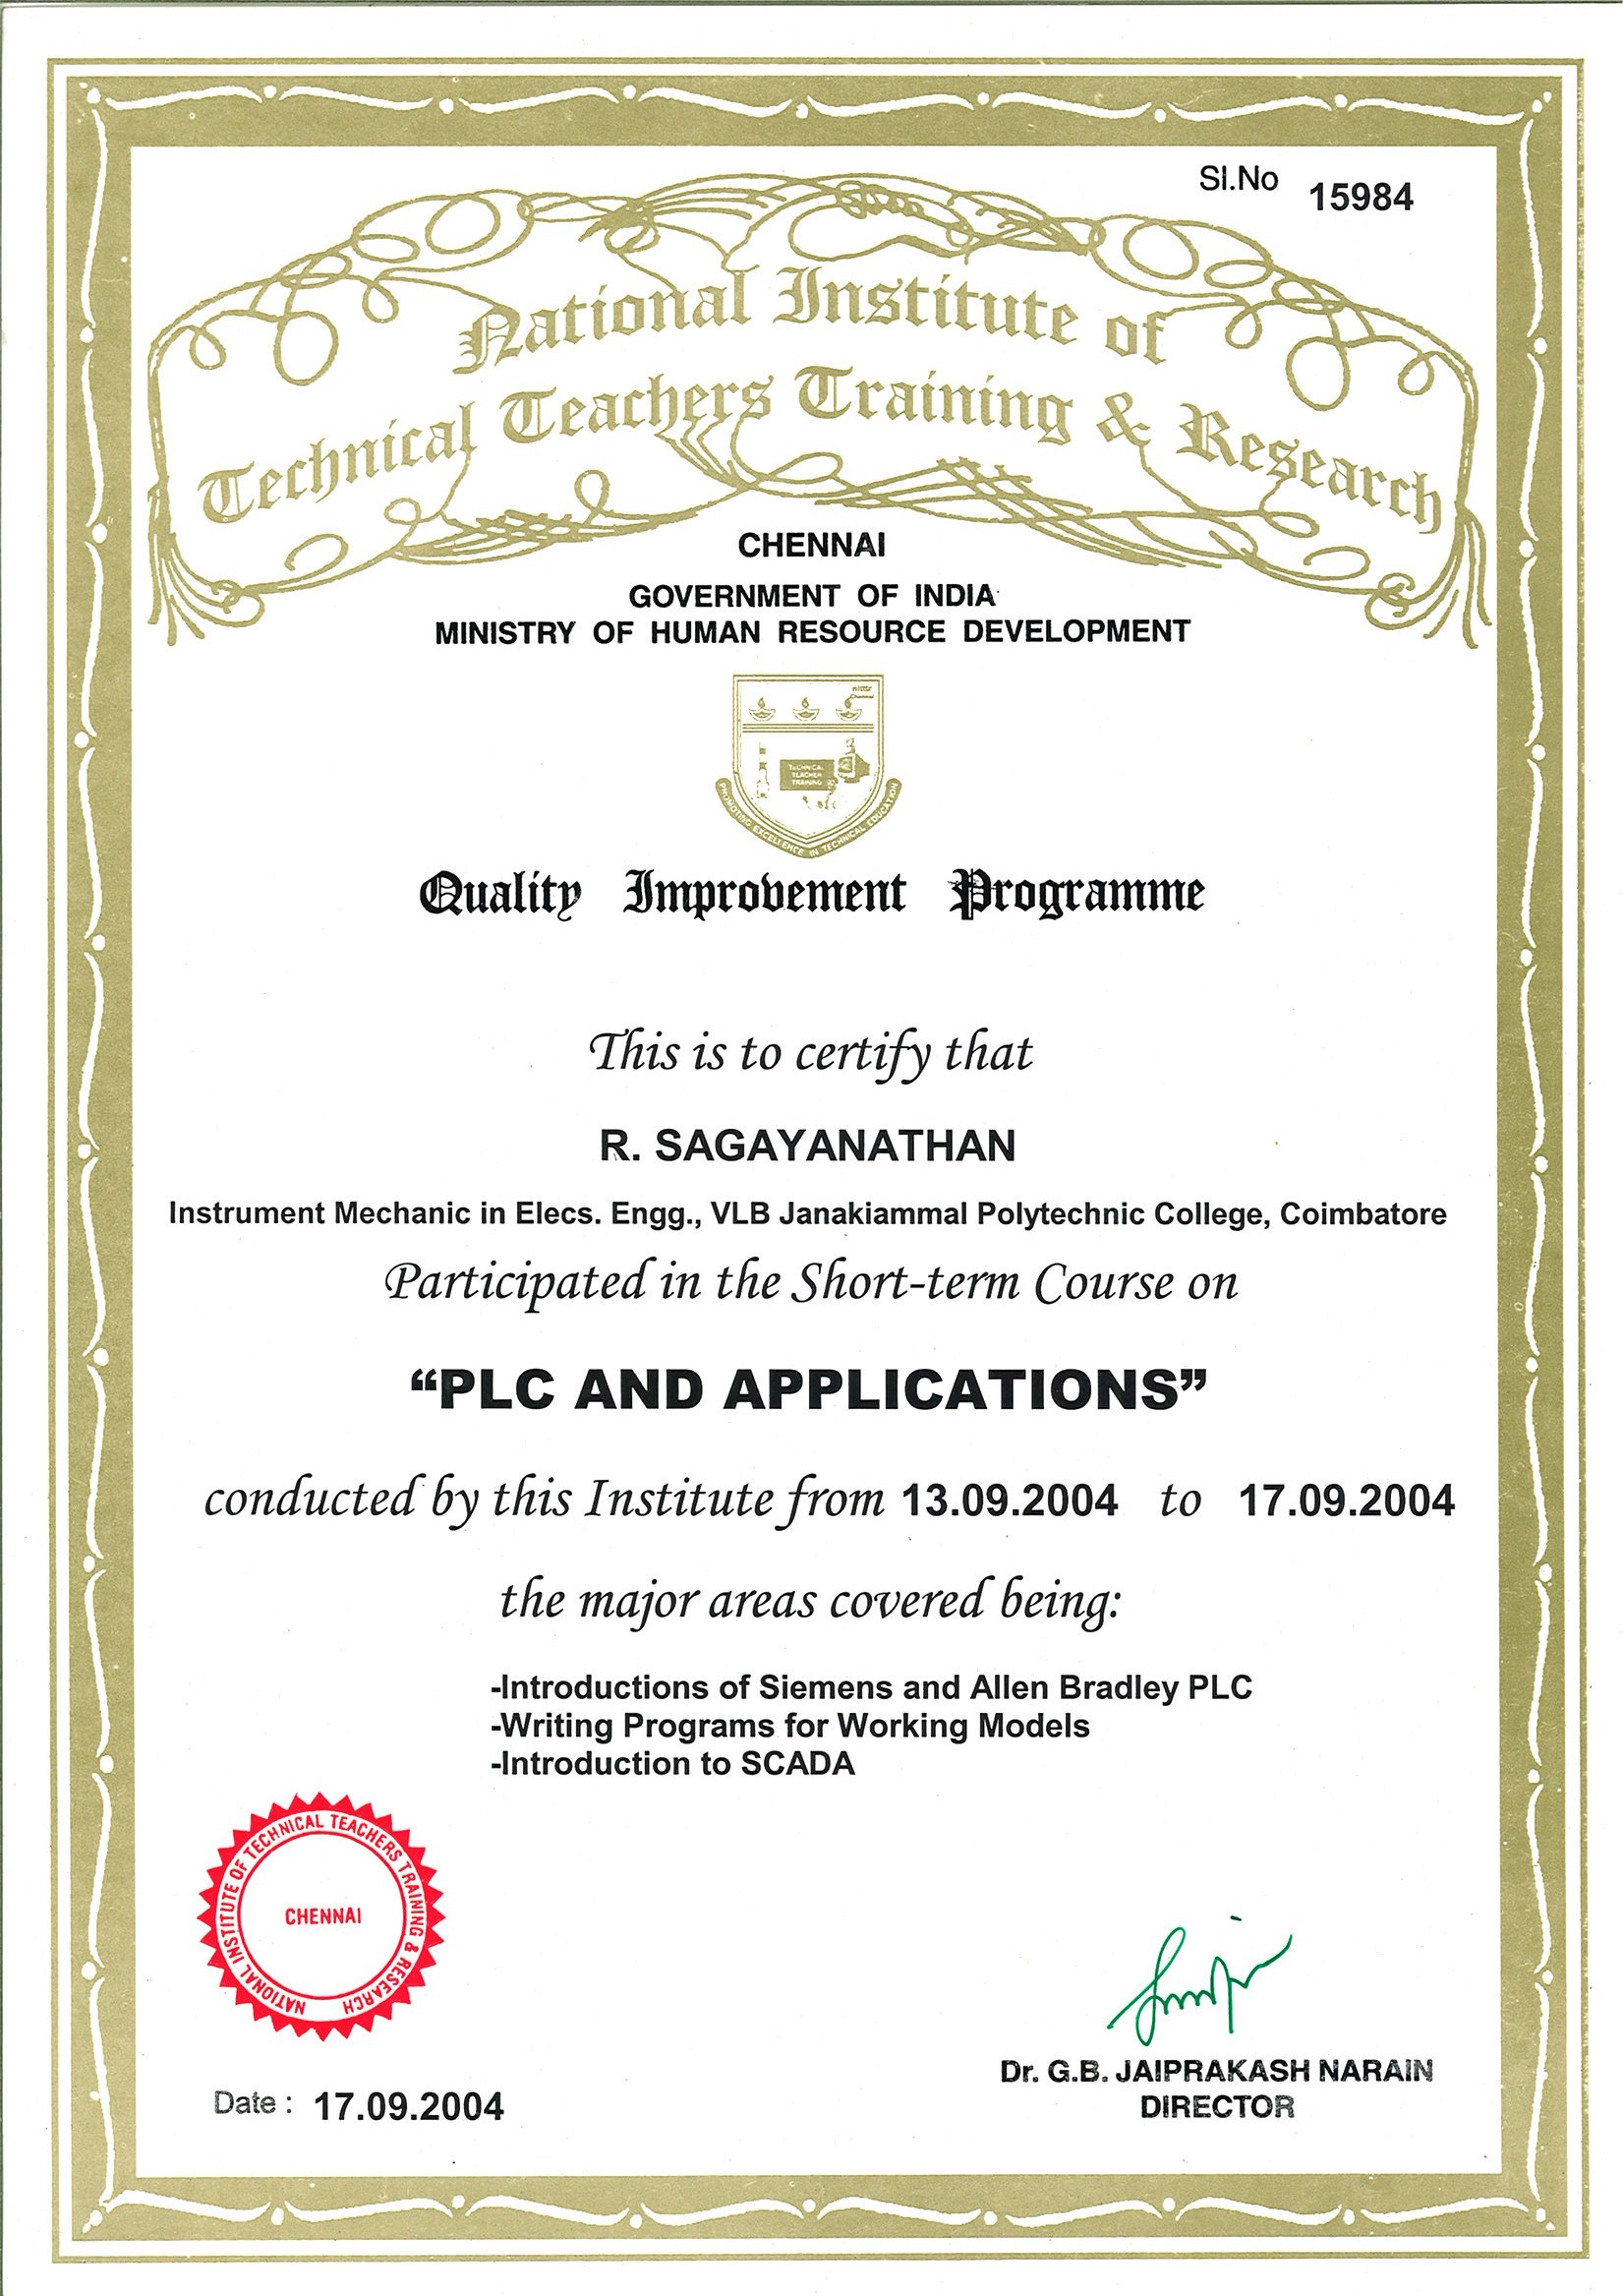 Sl.No 15984
National Institute of
Technical Teachers Training & Research
CHENNAI
GOVERNMENT OF INDIA
MINISTRY OF HUMAN RESOURCE DEVELOPMENT
nitttr
Chennai
TECHNICAL
TEACHER
TRAINING
PROMOTING EXCELLENCE IN TECHNICAL EDUCATION
Quality Improvement Programme
This is to certify that
R. SAGAYANATHAN
Instrument Mechanic in Elecs. Engg., VLB Janakiammal Polytechnic College, Coimbatore
Participated in the Short-term Course on
“PLC AND APPLICATIONS”
conducted by this Institute from 13.09.2004 to 17.09.2004
the major areas covered being:
-Introductions of Siemens and Allen Bradley PLC
-Writing Programs for Working Models
-Introduction to SCADA
NATIONAL INSTITUTE OF TECHNICAL TEACHERS TRAINING & RESEARCH
CHENNAI
Dr. G.B. JAIPRAKASH NARAIN
DIRECTOR
Date : 17.09.2004